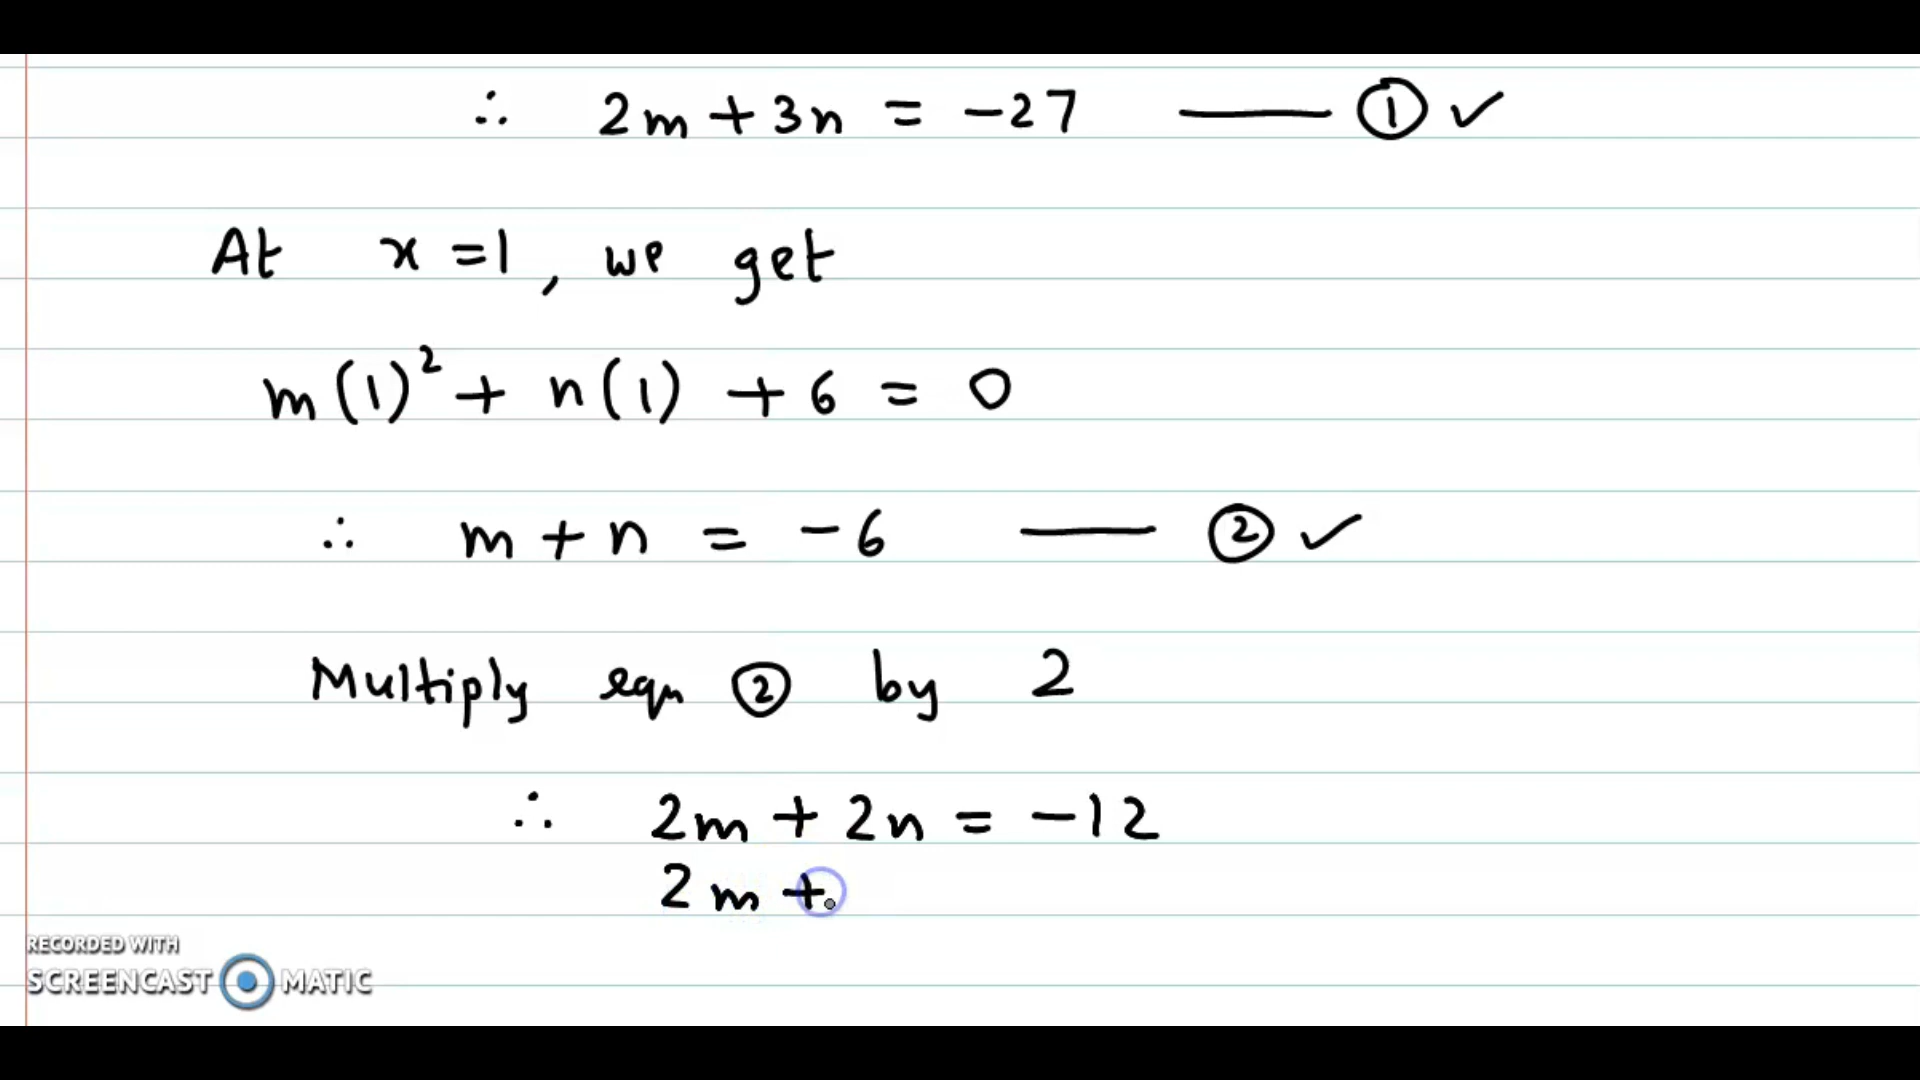 ∴ 2m + 3n = -27 —— ① ✓
At x = 1, we get
m(1)² + n(1) + 6 = 0
∴ m + n = -6 —— ② ✓
Multiply eqn ② by 2
∴ 2m + 2n = -12
2m +
RECORDED WITH
SCREENCAST MATIC